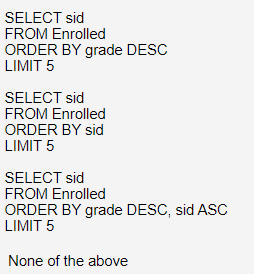 SELECT sid
FROM Enrolled
ORDER BY grade DESC
LIMIT 5
SELECT sid
FROM Enrolled
ORDER BY sid
LIMIT 5
SELECT sid
FROM Enrolled
ORDER BY grade DESC, sid ASC
LIMIT 5
None of the above